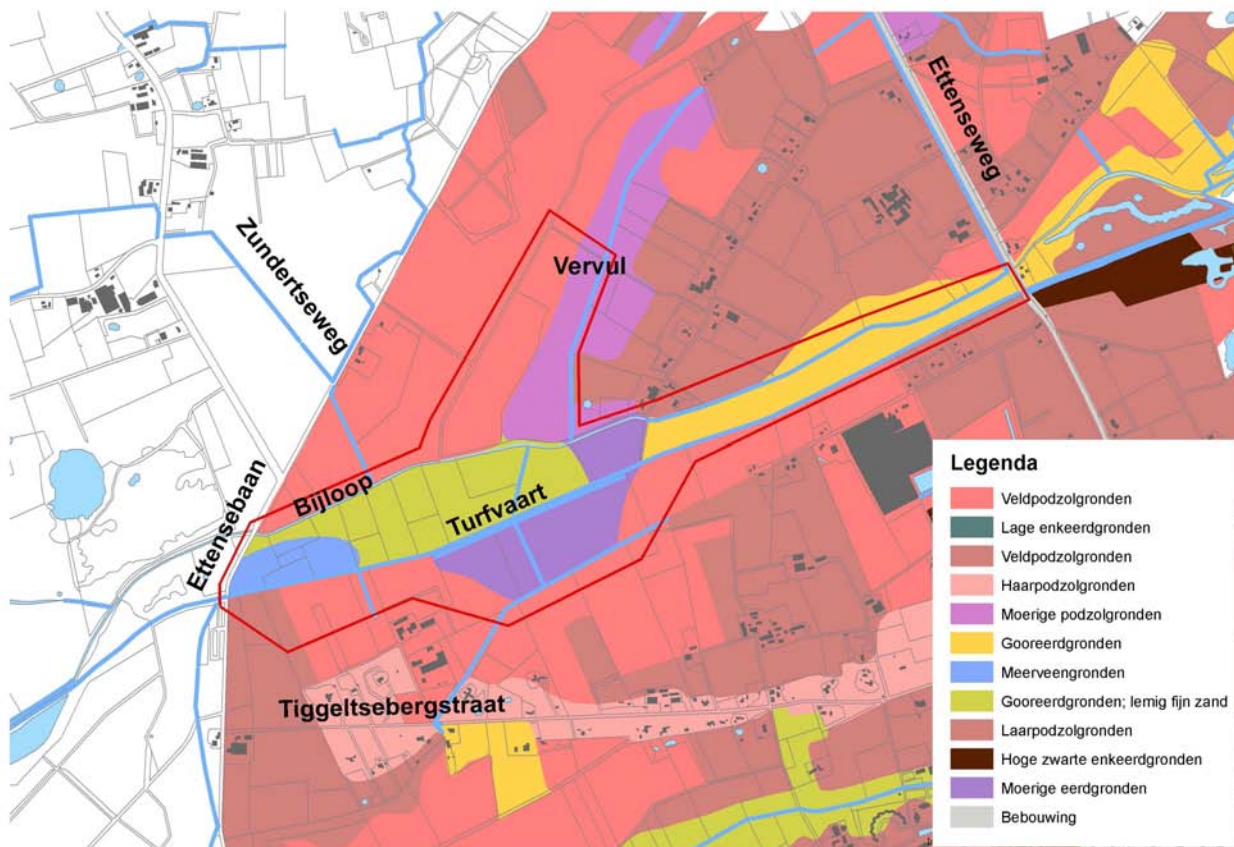 Ettenseweg
Zundertseweg
Vervul
Ettensebaan
Bijloop
Turfvaart
Tiggeltsebergstraat
Legenda
Veldpodzolgronden
Lage enkeerdgronden
Veldpodzolgronden
Haarpodzolgronden
Moerige podzolgronden
Gooreerdgronden
Meerveengronden
Gooreerdgronden; lemig fijn zand
Laarpodzolgronden
Hoge zwarte enkeerdgronden
Moerige eerdgronden
Bebouwing